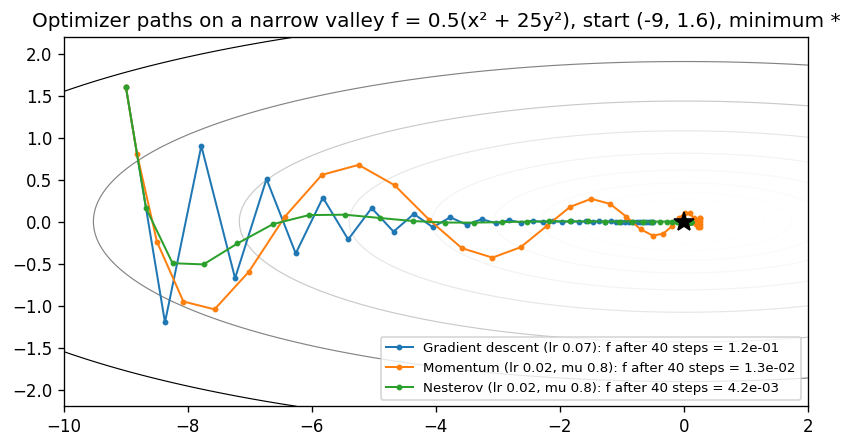 Optimizer paths on a narrow valley f = 0.5(x² + 25y²), start (-9, 1.6), minimum *
2.0
1.5
1.0
0.5
0.0
−0.5
−1.0
−1.5
−2.0
Gradient descent (lr 0.07): f after 40 steps = 1.2e-01
Momentum (lr 0.02, mu 0.8): f after 40 steps = 1.3e-02
Nesterov (lr 0.02, mu 0.8): f after 40 steps = 4.2e-03
−10 −8 −6 −4 −2 0 2